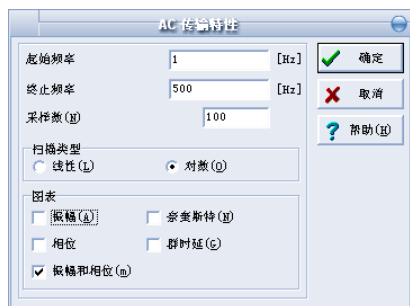 AC 传输特性
起始频率 1 [Hz]
终止频率 500 [Hz]
采样数(N) 100
扫描类型
线性(L) 对数(O)
图表
振幅(A) 奈奎斯特(N)
相位 群时延(G)
振幅和相位(m)
确定
取消
帮助(H)